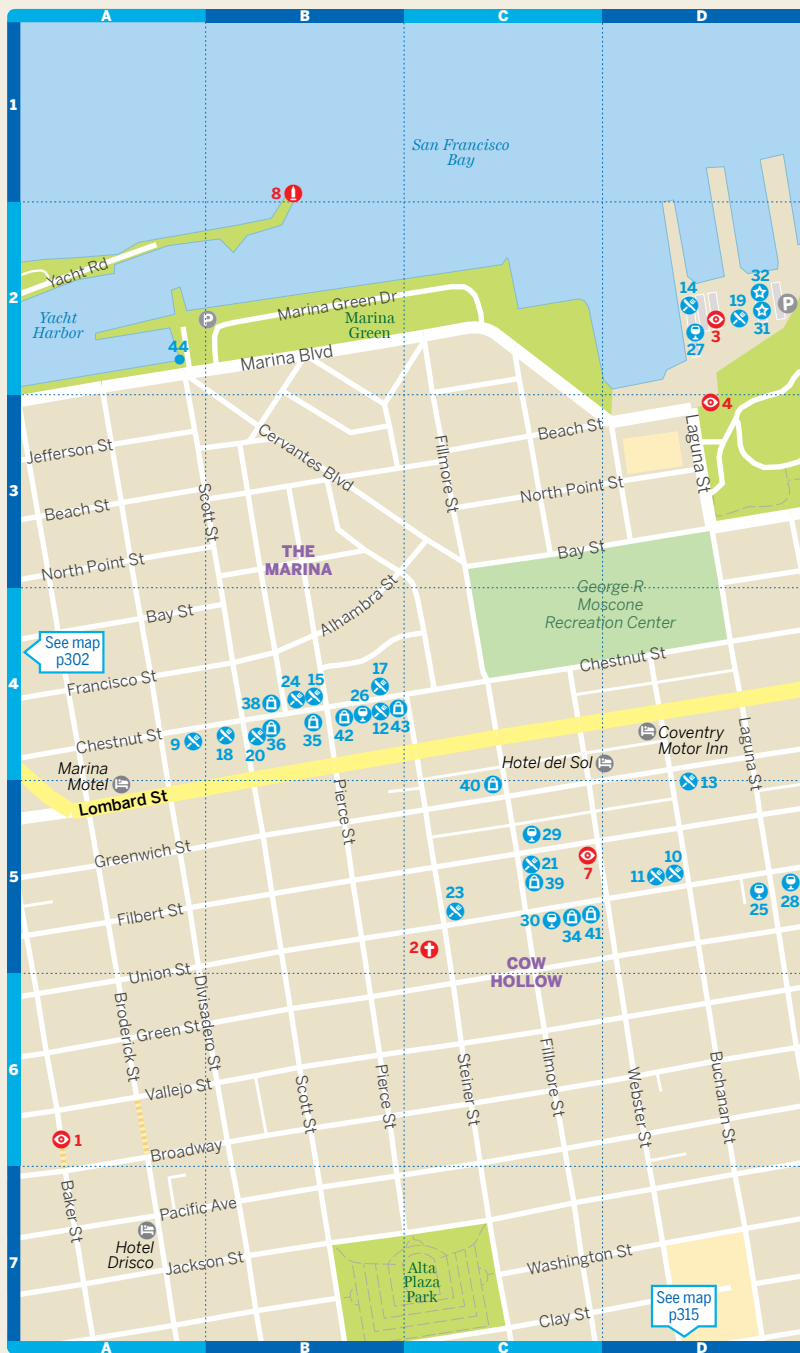 A B C D
1
San Francisco
Bay
8
2
Yacht Rd
Yacht
Harbor
44
P
Marina Green Dr
Marina
Green
Marina Blvd
14
27
3
19
32
31
P
4
3
Jefferson St
Beach St
North Point St
Scott St
Cervantes Blvd
Fillmore St
Beach St
North Point St
Laguna St
Bay St
THE
MARINA
Alhambra St
George R
Moscone
Recreation Center
Bay St
4
See map
p302
Francisco St
Chestnut St
Chestnut St
38
24
15
17
26
9
18
20
36
35
42
12
43
Marina
Motel
Lombard St
Hotel del Sol
Coventry
Motor Inn
Laguna St
40
13
Pierce St
5
Greenwich St
Filbert St
29
21
39
7
11
10
23
30
34
41
25
28
2
COW
HOLLOW
Union St
Green St
Broderick St
Divisadero St
6
Vallejo St
Broadway
Scott St
Pierce St
Steiner St
Fillmore St
Webster St
Buchanan St
1
Baker St
7
Pacific Ave
Hotel
Drisco
Jackson St
Alta
Plaza
Park
Washington St
Clay St
See map
p315
A B C D